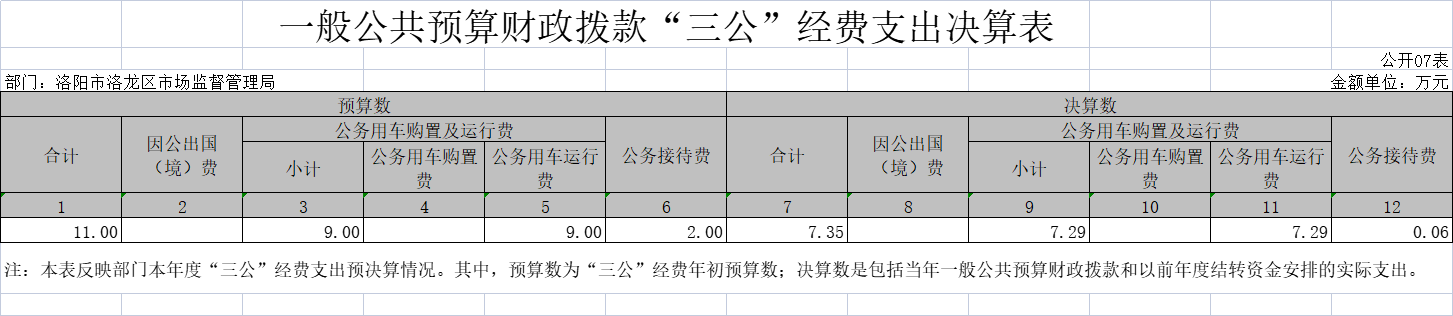 一般公共预算财政拨款“三公”经费支出决算表
公开07表
部门：洛阳市洛龙区市场监督管理局 金额单位：万元
预算数 决算数
合计 因公出国（境）费 公务用车购置及运行费 公务接待费 合计 因公出国（境）费 公务用车购置及运行费 公务接待费
小计 公务用车购置费 公务用车运行费 小计 公务用车购置费 公务用车运行费
1 2 3 4 5 6 7 8 9 10 11 12
11.00 9.00 9.00 2.00 7.35 7.29 7.29 0.06
注：本表反映部门本年度“三公”经费支出预决算情况。其中，预算数为“三公”经费年初预算数；决算数是包括当年一般公共预算财政拨款和以前年度结转资金安排的实际支出。